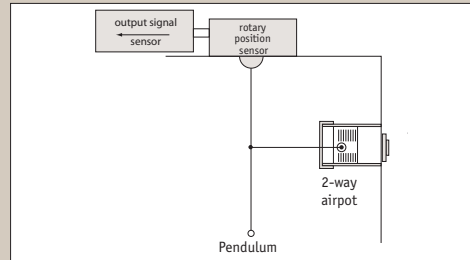 output signal
sensor
rotary
position
sensor
2-way
airpot
Pendulum